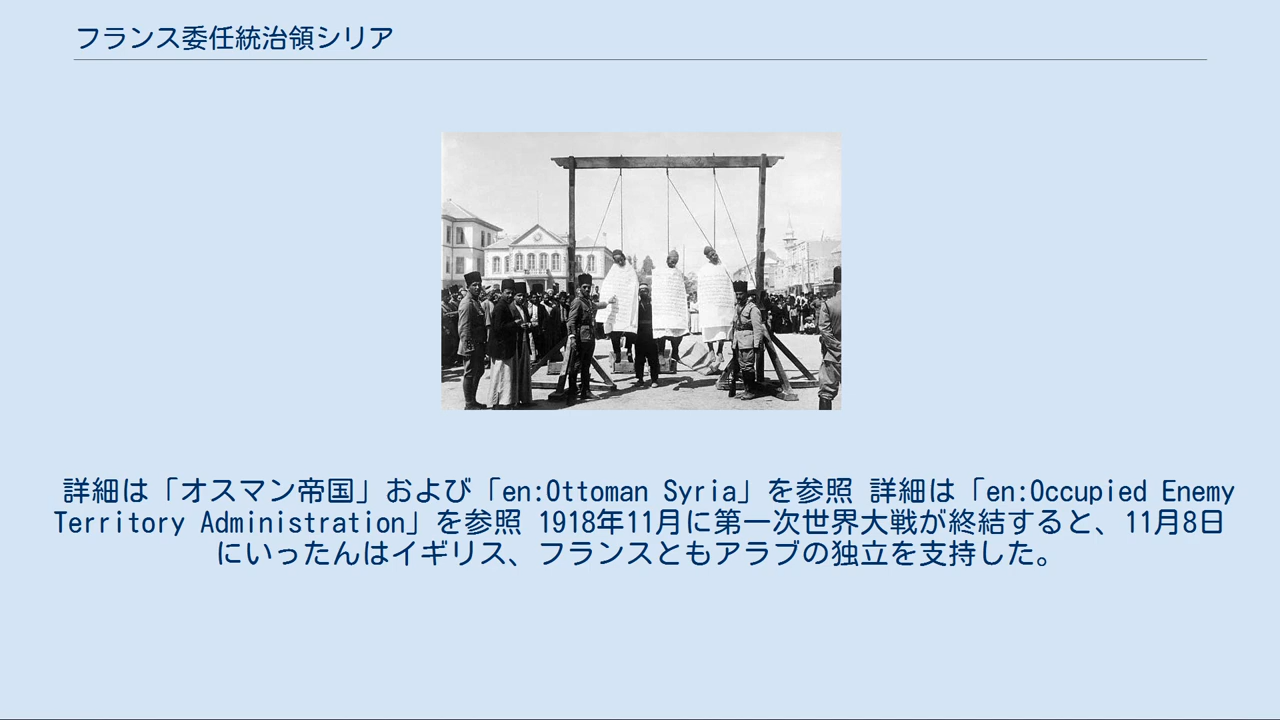 フランス委任統治領シリア
詳細は「オスマン帝国」および「en:Ottoman Syria」を参照 詳細は「en:Occupied Enemy
Territory Administration」を参照 1918年11月に第一次世界大戦が終結すると、11月8日
にいったんはイギリス、フランスともアラブの独立を支持した。